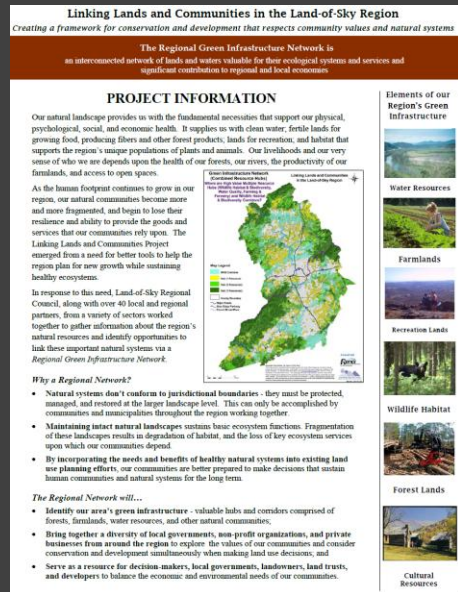 Linking Lands and Communities in the Land-of-Sky Region
Creating a framework for conservation and development that respects community values and natural systems
The Regional Green Infrastructure Network is
an interconnected network of lands and waters valuable for their ecological systems and services and
significant contribution to regional and local economies
PROJECT INFORMATION
Our natural landscape provides us with the fundamental necessities that support our physical,
psychological, social, and economic health. It supplies us with clean water; fertile lands for
growing food, producing fibers and other forest products; lands for recreation; and habitat that
supports the region's unique populations of plants and animals. Our livelihoods and our very
sense of who we are depends upon the health of our forests, our rivers, the productivity of our
farmlands, and access to open spaces.
As the human footprint continues to grow in our
region, our natural communities become more
and more fragmented, and begin to lose their
resilience and ability to provide the goods and
services that our communities rely upon. The
Linking Lands and Communities Project
emerged from a need for better tools to help the
region plan for new growth while sustaining
healthy ecosystems.
In response to this need, Land-of-Sky Regional
Council, along with over 40 local and regional
partners, from a variety of sectors worked
together to gather information about the region's
natural resources and identify opportunities to
link these important natural systems via a
Regional Green Infrastructure Network.
Green Infrastructure Network
(Combined Resource Hubs)
Linking Lands and Communities
in the Land-of-Sky Region
Map Legend
Why a Regional Network?
• Natural systems don't conform to jurisdictional boundaries - they must be protected,
managed, and restored at the larger landscape level. This can only be accomplished by
communities and municipalities throughout the region working together.
• Maintaining intact natural landscapes sustains basic ecosystem functions. Fragmentation
of these landscapes results in degradation of habitat, and the loss of key ecosystem services
upon which our communities depend.
• By incorporating the needs and benefits of healthy natural systems into existing land
use planning efforts, our communities are better prepared to make decisions that sustain
human communities and natural systems for the long term.
The Regional Network will…
• Identify our area's green infrastructure - valuable hubs and corridors comprised of
forests, farmlands, water resources, and other natural communities;
• Bring together a diversity of local governments, non-profit organizations, and private
businesses from around the region to explore the values of our communities and consider
conservation and development simultaneously when making land use decisions; and
• Serve as a resource for decision-makers, local governments, landowners, land trusts,
and developers to balance the economic and environmental needs of our communities.
Elements of our
Region's Green
Infrastructure
Water Resources
Farmlands
Recreation Lands
Wildlife Habitat
Forest Lands
Cultural
Resources